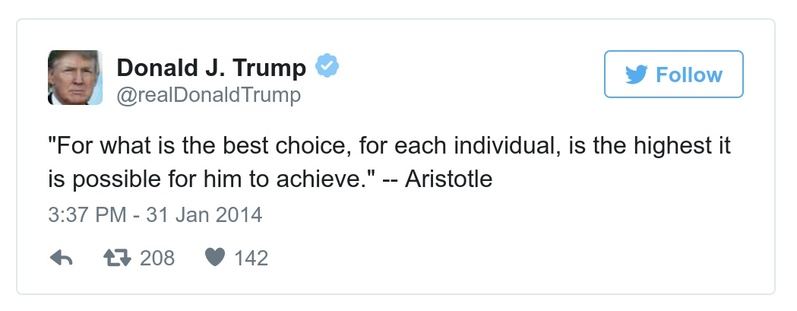 Donald J. Trump
@realDonaldTrump
Follow
"For what is the best choice, for each individual, is the highest it
is possible for him to achieve." -- Aristotle
3:37 PM - 31 Jan 2014
208 142